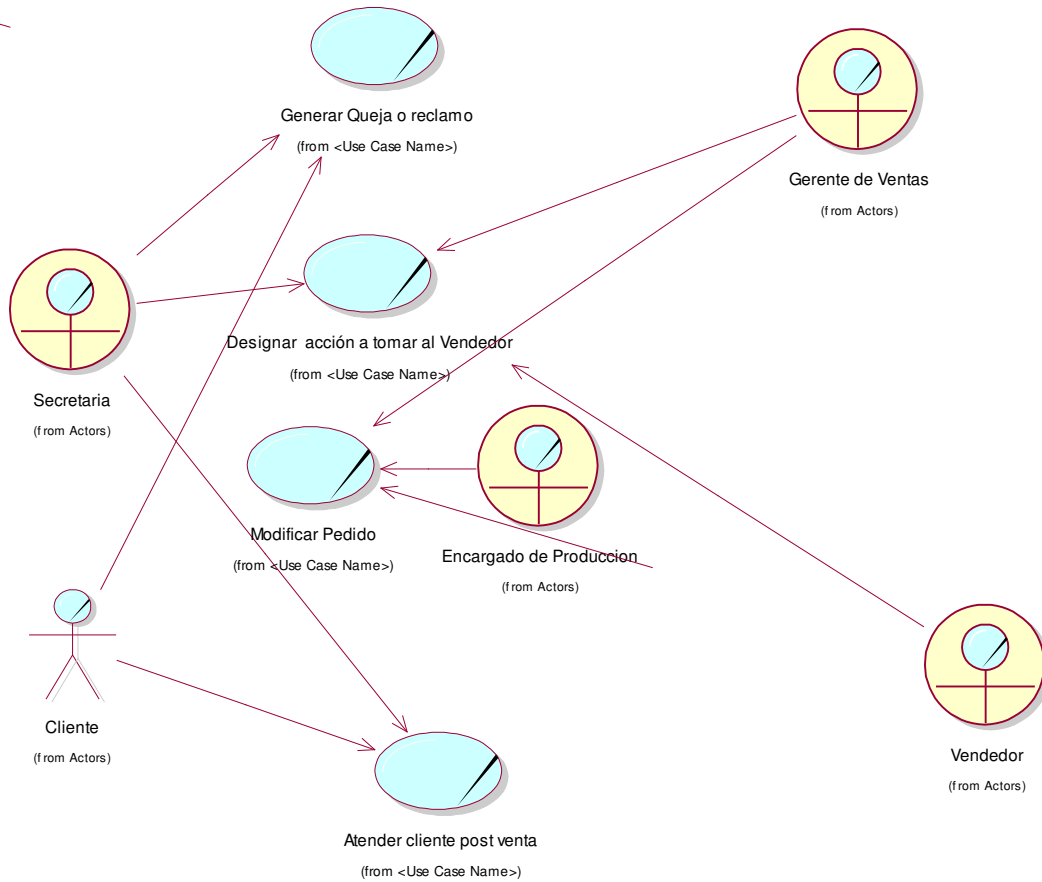 Generar Queja o reclamo
(from <Use Case Name>)
Gerente de Ventas
(from Actors)
Designar acción a tomar al Vendedor
(from <Use Case Name>)
Secretaria
(from Actors)
Modificar Pedido
(from <Use Case Name>)
Encargado de Produccion
(from Actors)
Cliente
(from Actors)
Vendedor
(from Actors)
Atender cliente post venta
(from <Use Case Name>)